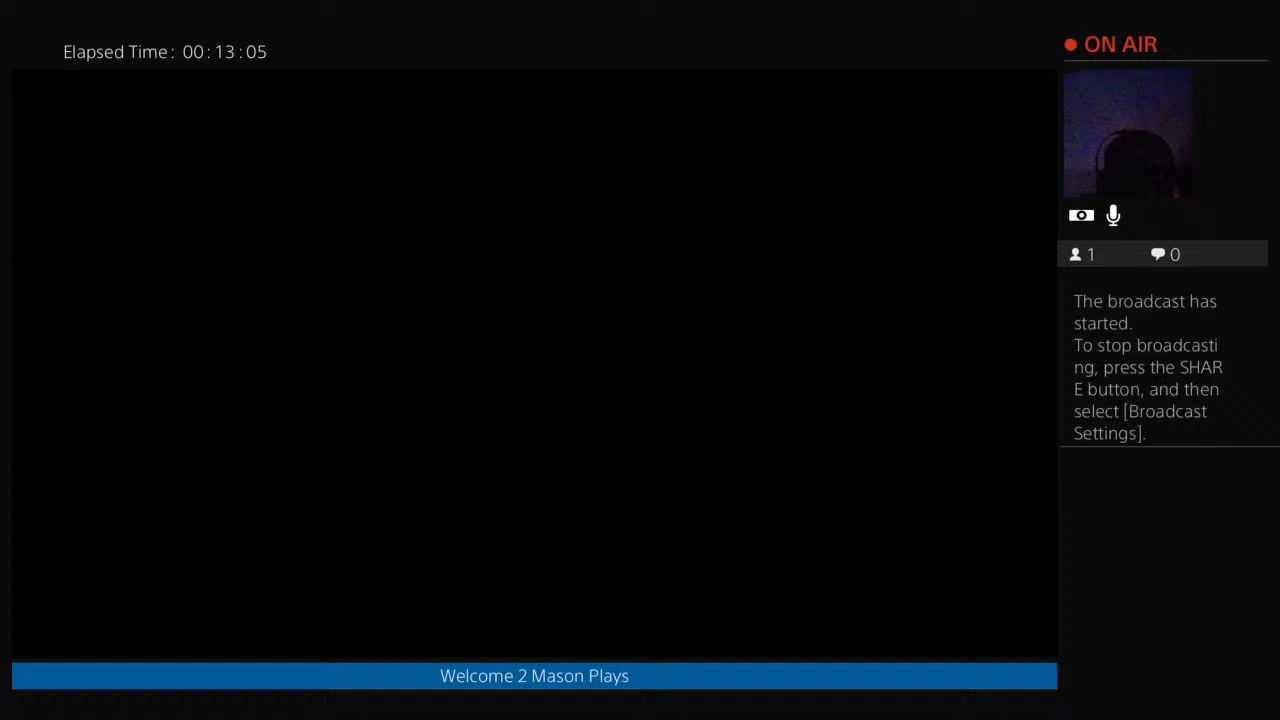 Elapsed Time: 00:13:05
ON AIR
1 0
The broadcast has
started.
To stop broadcasti
ng, press the SHAR
E button, and then
select [Broadcast
Settings].
Welcome 2 Mason Plays